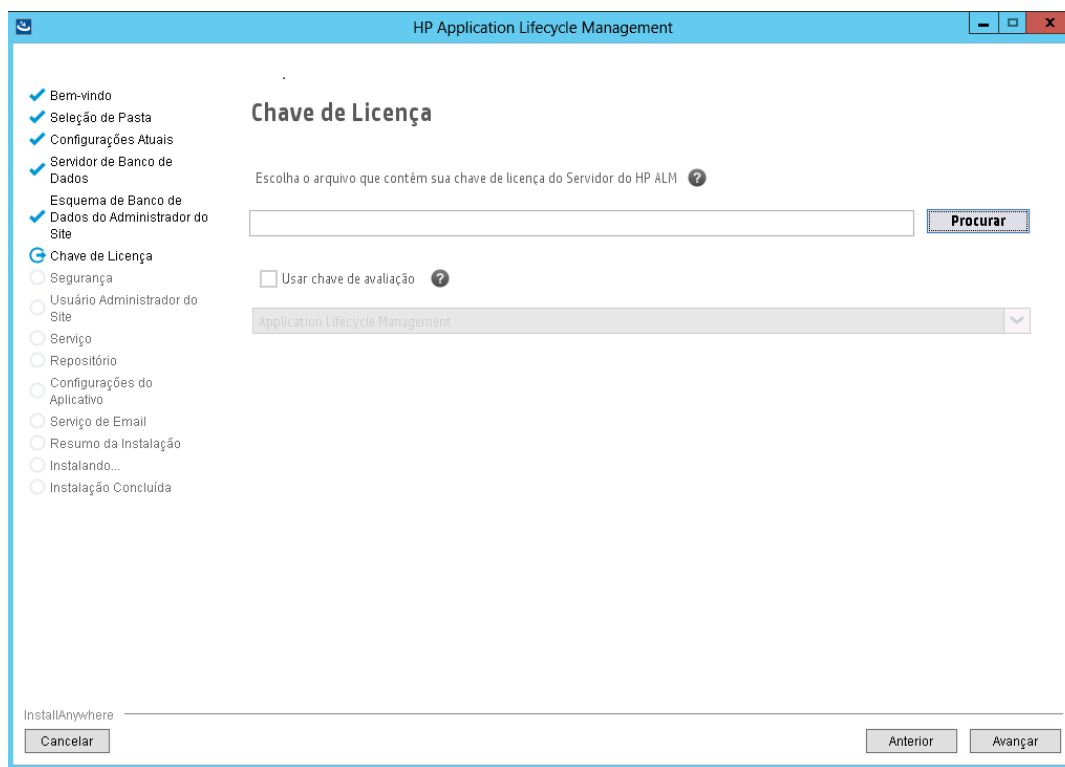 HP Application Lifecycle Management
Bem-vindo
Seleção de Pasta
Configurações Atuais
Servidor de Banco de
Dados
Esquema de Banco de
Dados do Administrador do
Site
Chave de Licença
Segurança
Usuário Administrador do
Site
Serviço
Repositório
Configurações do
Aplicativo
Serviço de Email
Resumo da Instalação
Instalando...
Instalação Concluída
Chave de Licença
Escolha o arquivo que contém sua chave de licença do Servidor do HP ALM ?
Procurar
Usar chave de avaliação ?
Application Lifecycle Management
InstallAnywhere
Cancelar
Anterior
Avançar